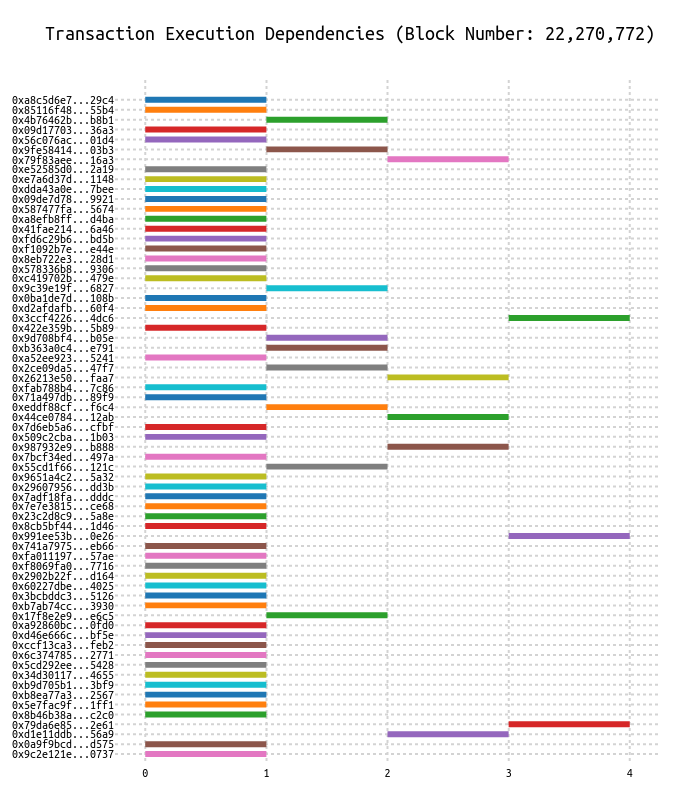 Transaction Execution Dependencies (Block Number: 22,270,772)
0xa8c5d6e7...29c4
0x85116f48...55b4
0x4b76462b...b8b1
0x09d17703...36a3
0x56c076ac...01d4
0x9fe58414...03b3
0x79f83aee...16a3
0xe52585d0...2a19
0xe7a6d37d...1148
0xdda43a0e...7bee
0x09de7d78...9921
0x587477fa...5674
0xa8efb8ff...d4ba
0x41fae214...6a46
0xfd6c29b6...bd5b
0xf1092b7e...e44e
0x8eb722e3...28d1
0x578336b8...9306
0xc419702b...479e
0x9c39e19f...6827
0x0ba1de7d...108b
0xd2afdafb...60f4
0x3ccf4226...4dc6
0x422e359b...5b89
0x9d708bf4...b05e
0xb363a0c4...e791
0xa52ee923...5241
0x2ce09da5...47f7
0x26213e50...faa7
0xfab788b4...7c86
0x71a497db...89f9
0xeddf88cf...f6c4
0x44ce0784...12ab
0x7d6eb5a6...cfbf
0x509c2cba...1b03
0x987932e9...b888
0x7bcf34ed...497a
0x55cd1f66...121c
0x9651a4c2...5a32
0x29607956...dd3b
0x7adf18fa...dddc
0x7e7e3815...ce68
0x23c2d8c9...5a8e
0x8cb5bf44...1d46
0x991ee53b...0e26
0x741a7975...eb66
0xfa011197...57ae
0xf8069fa0...7716
0x2902b22f...d164
0x60227dbe...4025
0x3bcbddc3...5126
0xb7ab74cc...3930
0x17f8e2e9...e6c5
0xa92860bc...0fd0
0xd46e666c...bf5e
0xccf13ca3...feb2
0x6c374785...2771
0x5cd292ee...5428
0x34d30117...4655
0xb9d705b1...3bf9
0xb8ea77a3...2567
0x5e7fac9f...1ff1
0x8b46b38a...c2c0
0x79da6e85...2e61
0xd1e11ddb...56a9
0x0a9f9bcd...d575
0x9c2e121e...0737
0 1 2 3 4